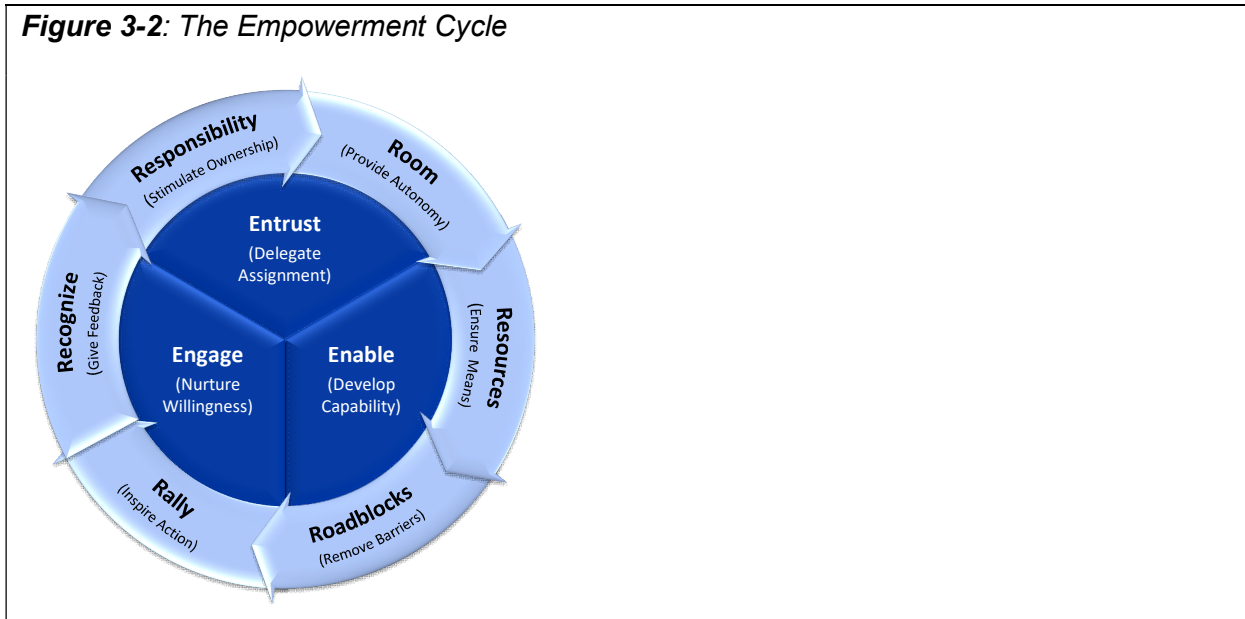 Figure 3-2: The Empowerment Cycle
Responsibility
(Stimulate Ownership)
Room
(Provide Autonomy)
Resources
(Ensure Means)
Roadblocks
(Remove Barriers)
Rally
(Inspire Action)
Recognize
(Give Feedback)
Entrust
(Delegate
Assignment)
Enable
(Develop
Capability)
Engage
(Nurture
Willingness)